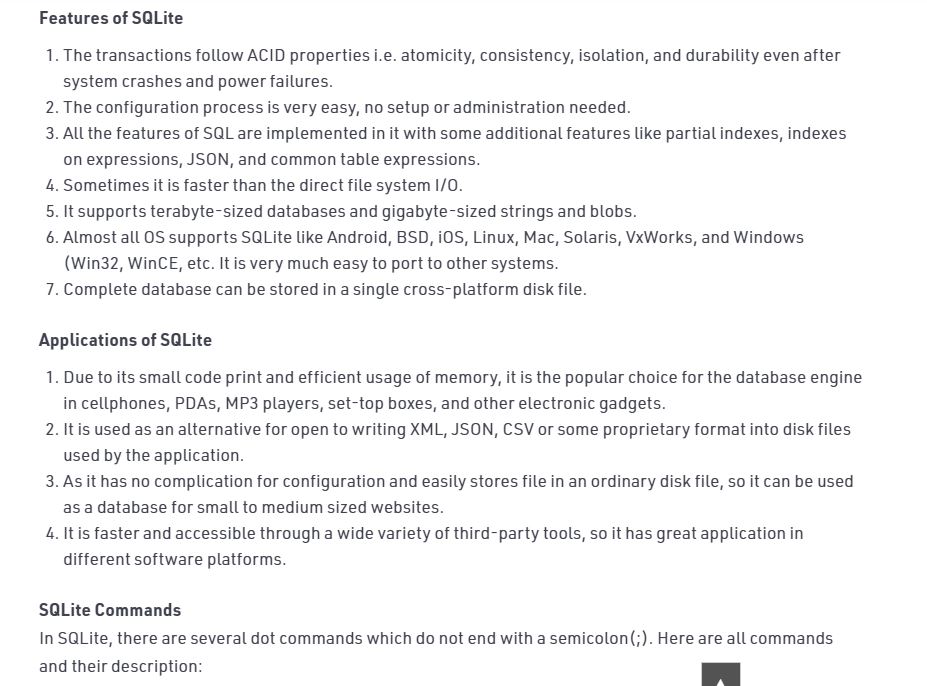 Features of SQLite
1. The transactions follow ACID properties i.e. atomicity, consistency, isolation, and durability even after
system crashes and power failures.
2. The configuration process is very easy, no setup or administration needed.
3. All the features of SQL are implemented in it with some additional features like partial indexes, indexes
on expressions, JSON, and common table expressions.
4. Sometimes it is faster than the direct file system I/O.
5. It supports terabyte-sized databases and gigabyte-sized strings and blobs.
6. Almost all OS supports SQLite like Android, BSD, iOS, Linux, Mac, Solaris, VxWorks, and Windows
(Win32, WinCE, etc. It is very much easy to port to other systems.
7. Complete database can be stored in a single cross-platform disk file.
Applications of SQLite
1. Due to its small code print and efficient usage of memory, it is the popular choice for the database engine
in cellphones, PDAs, MP3 players, set-top boxes, and other electronic gadgets.
2. It is used as an alternative for open to writing XML, JSON, CSV or some proprietary format into disk files
used by the application.
3. As it has no complication for configuration and easily stores file in an ordinary disk file, so it can be used
as a database for small to medium sized websites.
4. It is faster and accessible through a wide variety of third-party tools, so it has great application in
different software platforms.
SQLite Commands
In SQLite, there are several dot commands which do not end with a semicolon(;). Here are all commands
and their description: